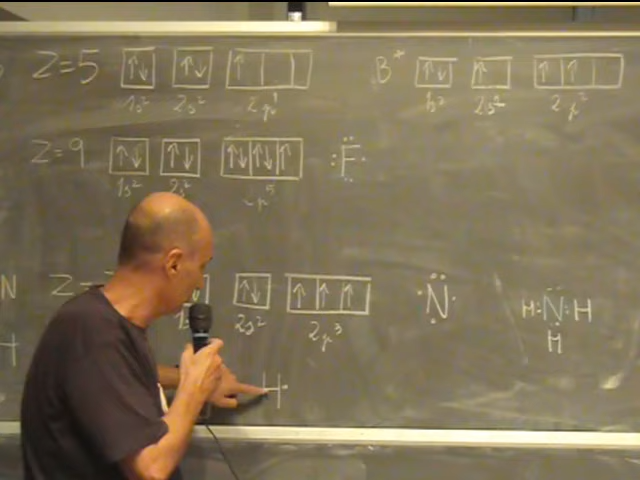 Z=5 ↑↓ ↑↓ ↑
1s² 2s² 2p¹
B* ↑↓ ↑ ↑ ↑
1s² 2s¹ 2p²
Z=9 ↑↓ ↑↓ ↑↓ ↑↓ ↑ F
1s² 2s² 2p⁵
N
Z= ↑↓ ↑ ↑ ↑ N H:N:H
2s² 2p³ H
H
H